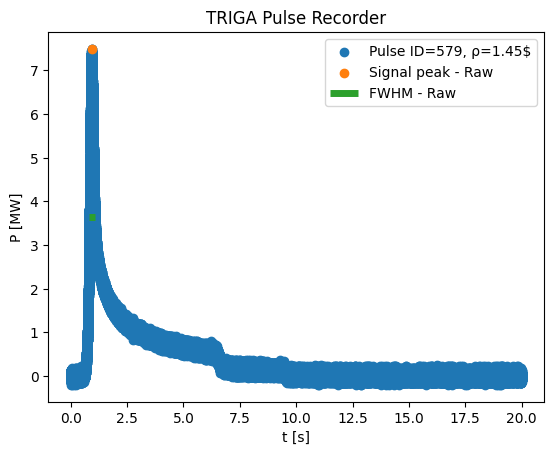 TRIGA Pulse Recorder
Pulse ID=579, ρ=1.45$
Signal peak - Raw
FWHM - Raw
P [MW]
7
6
5
4
3
2
1
0
0.0 2.5 5.0 7.5 10.0 12.5 15.0 17.5 20.0
t [s]